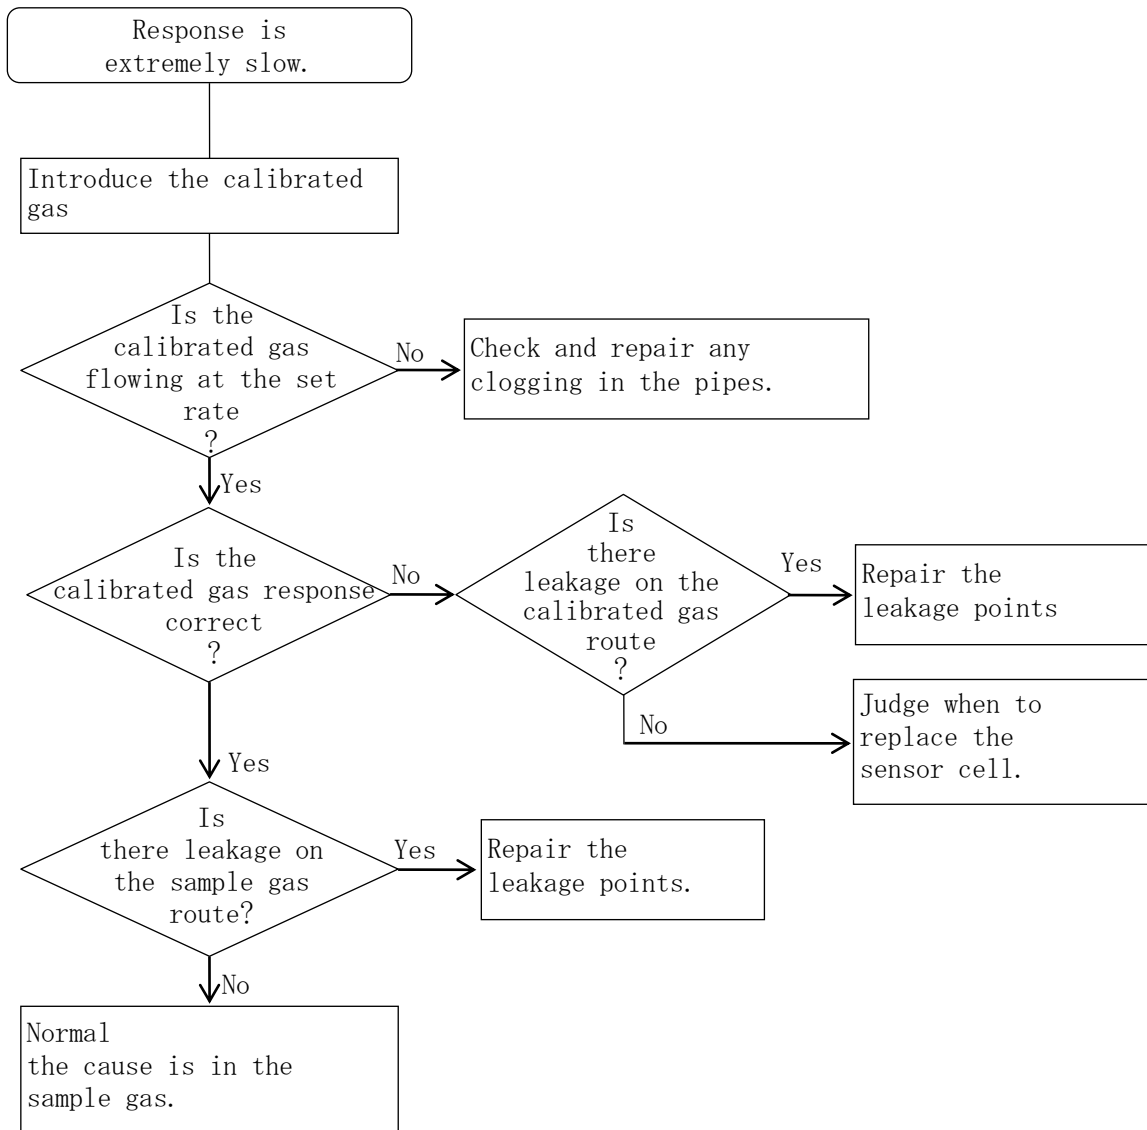 Response is
extremely slow.
Introduce the calibrated
gas
Is the
calibrated gas
flowing at the set
rate
?
No
Check and repair any
clogging in the pipes.
Yes
Is the
calibrated gas response
correct
?
No
Is
there
leakage on the
calibrated gas
route
?
Yes
Repair the
leakage points
No
Judge when to
replace the
sensor cell.
Yes
Is
there leakage on
the sample gas
route?
Yes
Repair the
leakage points.
No
Normal
the cause is in the
sample gas.